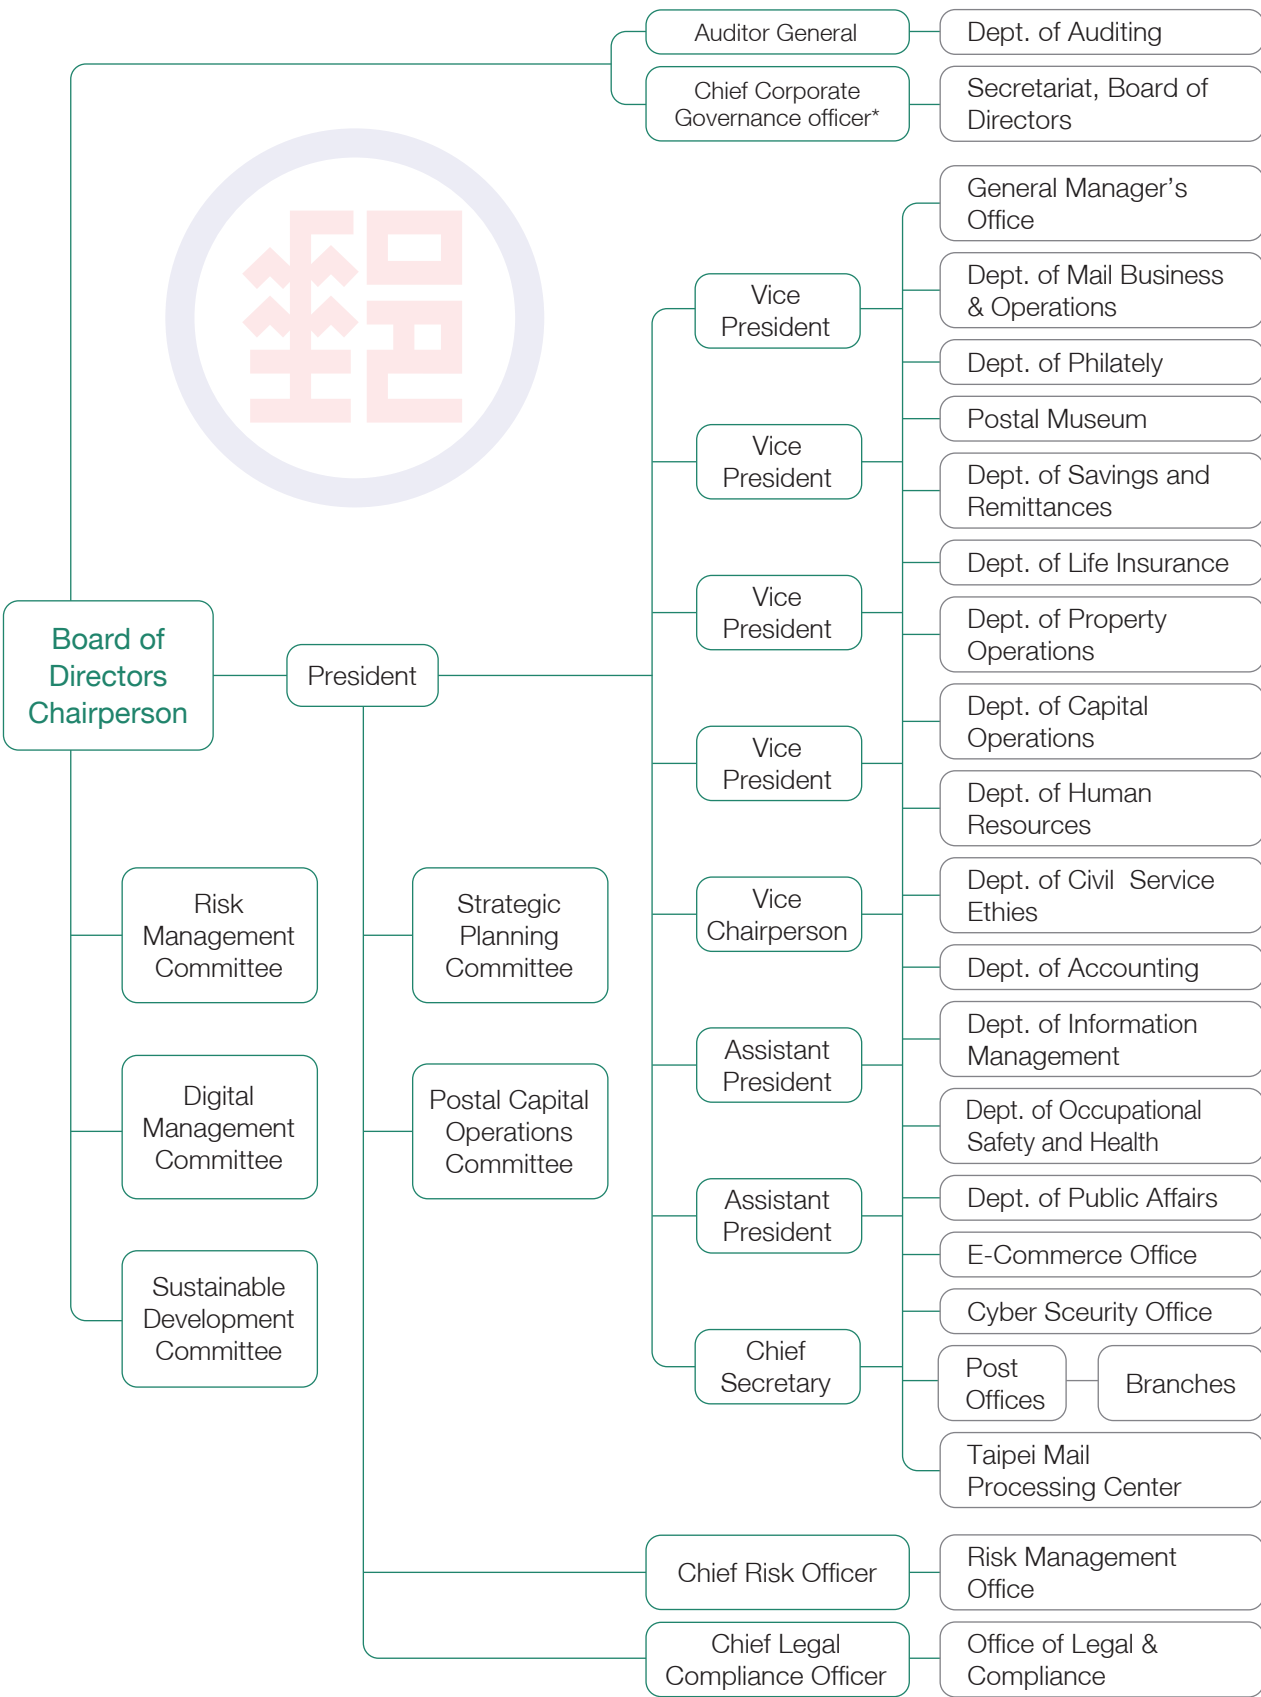 Auditor General
Dept. of Auditing
Chief Corporate
Governance officer*
Secretariat, Board of
Directors
郵
Board of
Directors
Chairperson
President
Risk
Management
Committee
Digital
Management
Committee
Sustainable
Development
Committee
Strategic
Planning
Committee
Postal Capital
Operations
Committee
Vice
President
Vice
President
Vice
President
Vice
President
Vice
Chairperson
Assistant
President
Assistant
President
Chief
Secretary
General Manager’s
Office
Dept. of Mail Business
& Operations
Dept. of Philately
Postal Museum
Dept. of Savings and
Remittances
Dept. of Life Insurance
Dept. of Property
Operations
Dept. of Capital
Operations
Dept. of Human
Resources
Dept. of Civil  Service
Ethies
Dept. of Accounting
Dept. of Information
Management
Dept. of Occupational
Safety and Health
Dept. of Public Affairs
E-Commerce Office
Cyber Sceurity Office
Post
Offices
Branches
Taipei Mail
Processing Center
Chief Risk Officer
Risk Management
Office
Chief Legal
Compliance Officer
Office of Legal &
Compliance